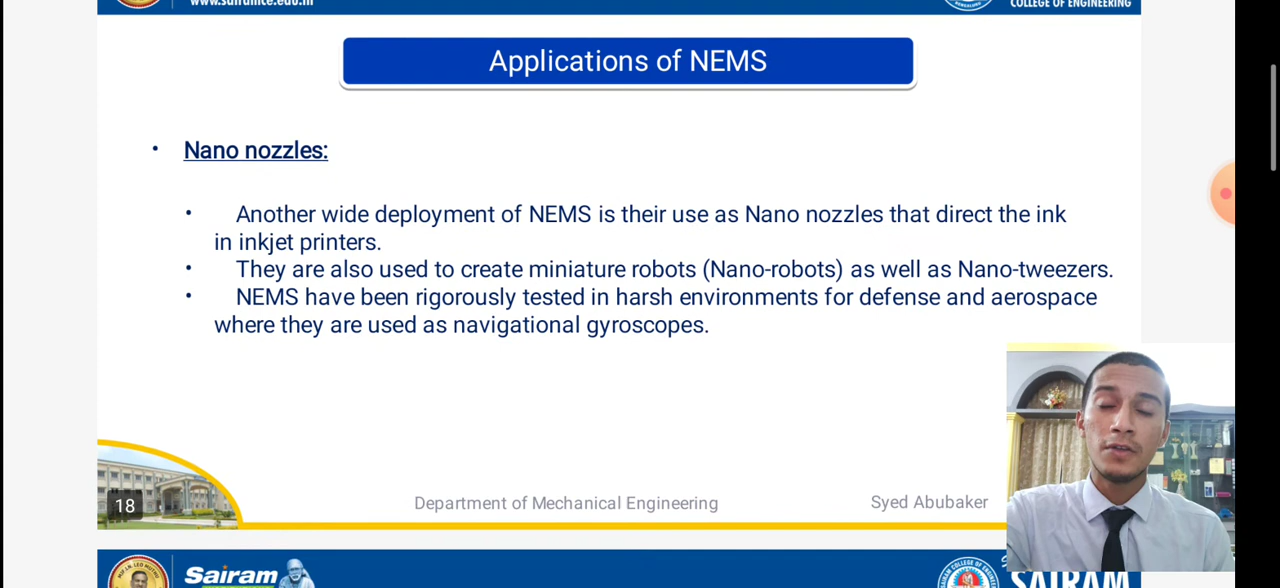 www.sairamce.edu.in
COLLEGE OF ENGINEERING
Applications of NEMS
• Nano nozzles:
• Another wide deployment of NEMS is their use as Nano nozzles that direct the ink
in inkjet printers.
• They are also used to create miniature robots (Nano-robots) as well as Nano-tweezers.
• NEMS have been rigorously tested in harsh environments for defense and aerospace
where they are used as navigational gyroscopes.
18
Department of Mechanical Engineering
Syed Abubaker
Sairam
SAIRAM